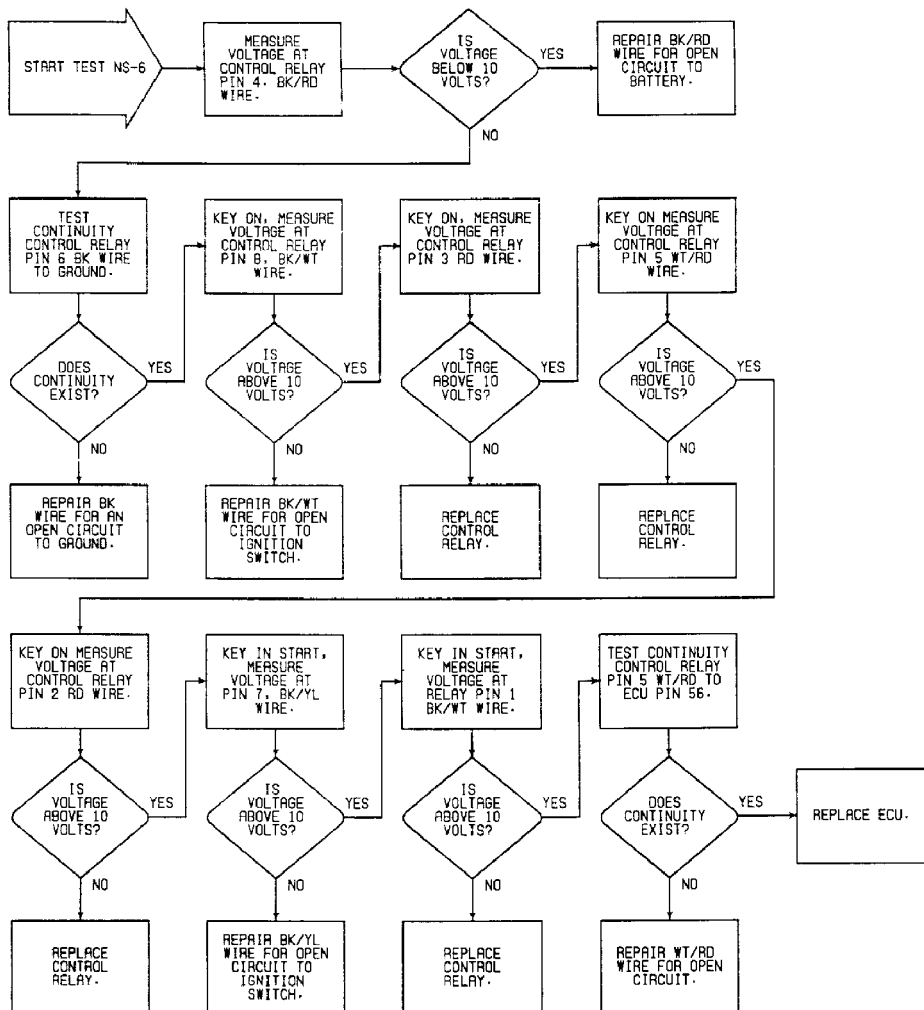 START TEST NS-6
MEASURE
VOLTAGE AT
CONTROL RELAY
PIN 4. BK/RD
WIRE.
IS
VOLTAGE
BELOW 10
VOLTS?
YES
REPAIR BK/RD
WIRE FOR OPEN
CIRCUIT TO
BATTERY.
NO
TEST
CONTINUITY
CONTROL RELAY
PIN 6 BK WIRE
TO GROUND.
KEY ON, MEASURE
VOLTAGE AT
CONTROL RELAY
PIN 8, BK/WT
WIRE.
KEY ON, MEASURE
VOLTAGE AT
CONTROL RELAY
PIN 3 RD WIRE.
KEY ON MEASURE
VOLTAGE AT
CONTROL RELAY
PIN 5 WT/RD
WIRE.
DOES
CONTINUITY
EXIST?
YES
IS
VOLTAGE
ABOVE 10
VOLTS?
YES
IS
VOLTAGE
ABOVE 10
VOLTS?
YES
IS
VOLTAGE
ABOVE 10
VOLTS?
YES
NO
NO
NO
NO
REPAIR BK
WIRE FOR AN
OPEN CIRCUIT
TO GROUND.
REPAIR BK/WT
WIRE FOR OPEN
CIRCUIT TO
IGNITION
SWITCH.
REPLACE
CONTROL
RELAY.
REPLACE
CONTROL
RELAY.
KEY ON MEASURE
VOLTAGE AT
CONTROL RELAY
PIN 2 RD WIRE.
KEY IN START,
MEASURE
VOLTAGE AT
PIN 7, BK/YL
WIRE.
KEY IN START,
MEASURE
VOLTAGE AT
RELAY PIN 1
BK/WT WIRE.
TEST CONTINUITY
CONTROL RELAY
PIN 5 WT/RD TO
ECU PIN 56.
IS
VOLTAGE
ABOVE 10
VOLTS?
YES
IS
VOLTAGE
ABOVE 10
VOLTS?
YES
IS
VOLTAGE
ABOVE 10
VOLTS?
YES
DOES
CONTINUITY
EXIST?
YES
REPLACE ECU.
NO
NO
NO
NO
REPLACE
CONTROL
RELAY.
REPAIR BK/YL
WIRE FOR OPEN
CIRCUIT TO
IGNITION
SWITCH.
REPLACE
CONTROL
RELAY.
REPAIR WT/RD
WIRE FOR OPEN
CIRCUIT.